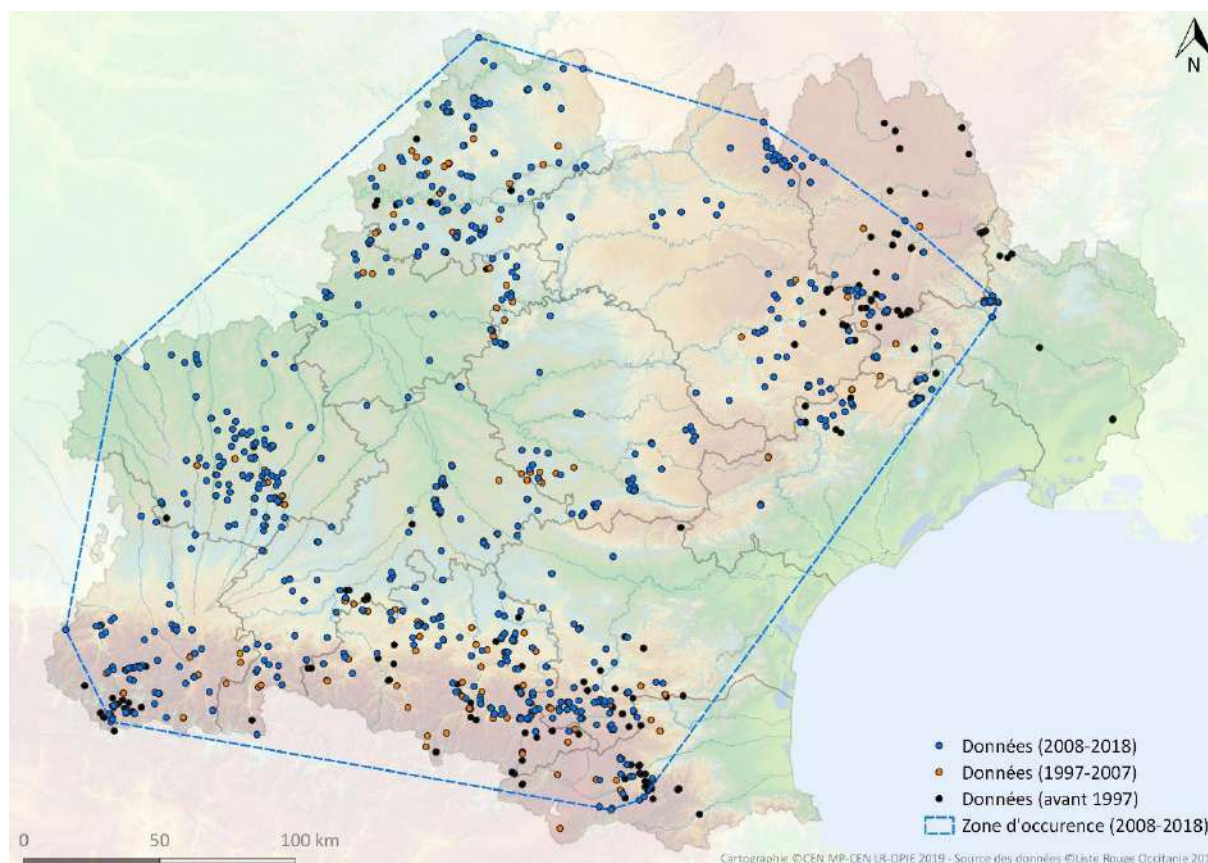 N
Données (2008-2018)
Données (1997-2007)
Données (avant 1997)
Zone d'occurence (2008-2018)
0 50 100 km
Cartographie ©CEN MP-CEN LR-OPIE 2019 - Source des données ©Liste Rouge Occitanie